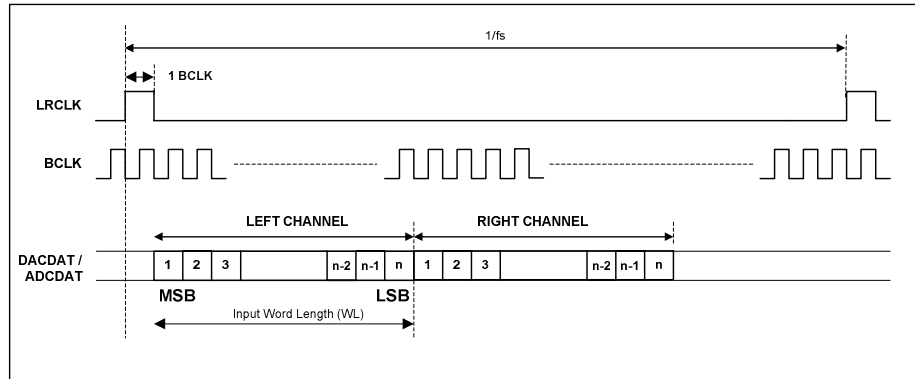 1/fs
1 BCLK
LRCLK
BCLK
LEFT CHANNEL
RIGHT CHANNEL
DACDAT /
ADCDAT
1 2 3 n-2 n-1 n 1 2 3 n-2 n-1 n
MSB LSB
Input Word Length (WL)